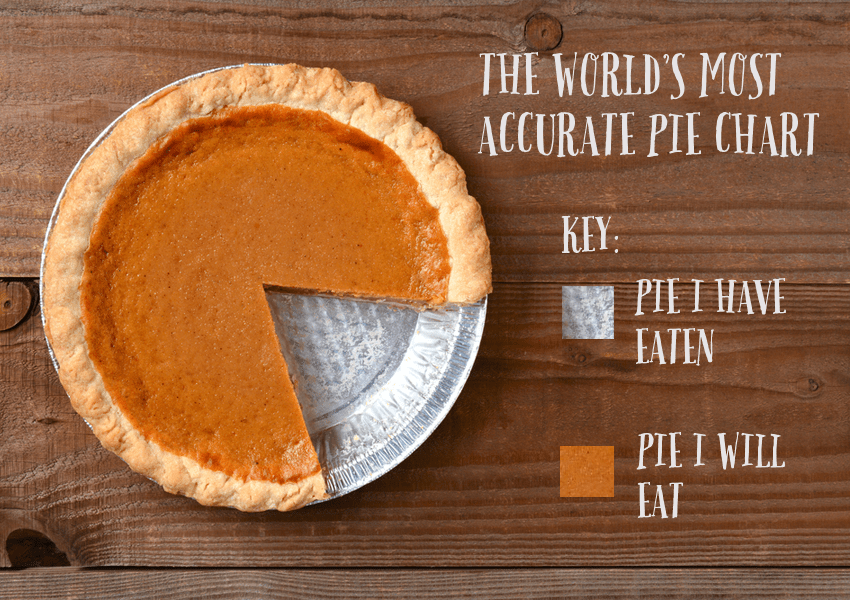 THE WORLD'S MOST
ACCURATE PIE CHART
KEY:
PIE I HAVE
EATEN
PIE I WILL
EAT